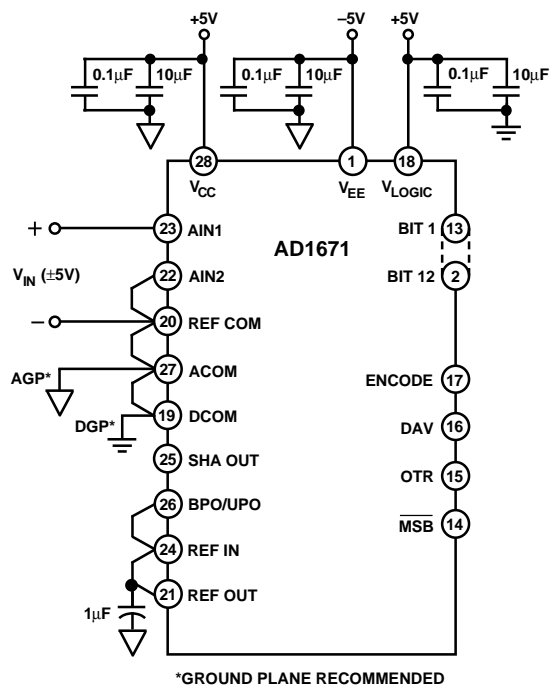 +5V
–5V
+5V
0.1μF
10μF
0.1μF
10μF
0.1μF
10μF
28
1
18
VCC
VEE
VLOGIC
AD1671
+
23
AIN1
BIT 1
13
VIN (±5V)
22
AIN2
BIT 12
2
–
20
REF COM
AGP*
27
ACOM
ENCODE
17
DGP*
19
DCOM
DAV
16
25
SHA OUT
OTR
15
26
BPO/UPO
MSB
14
24
REF IN
1μF
21
REF OUT
*GROUND PLANE RECOMMENDED